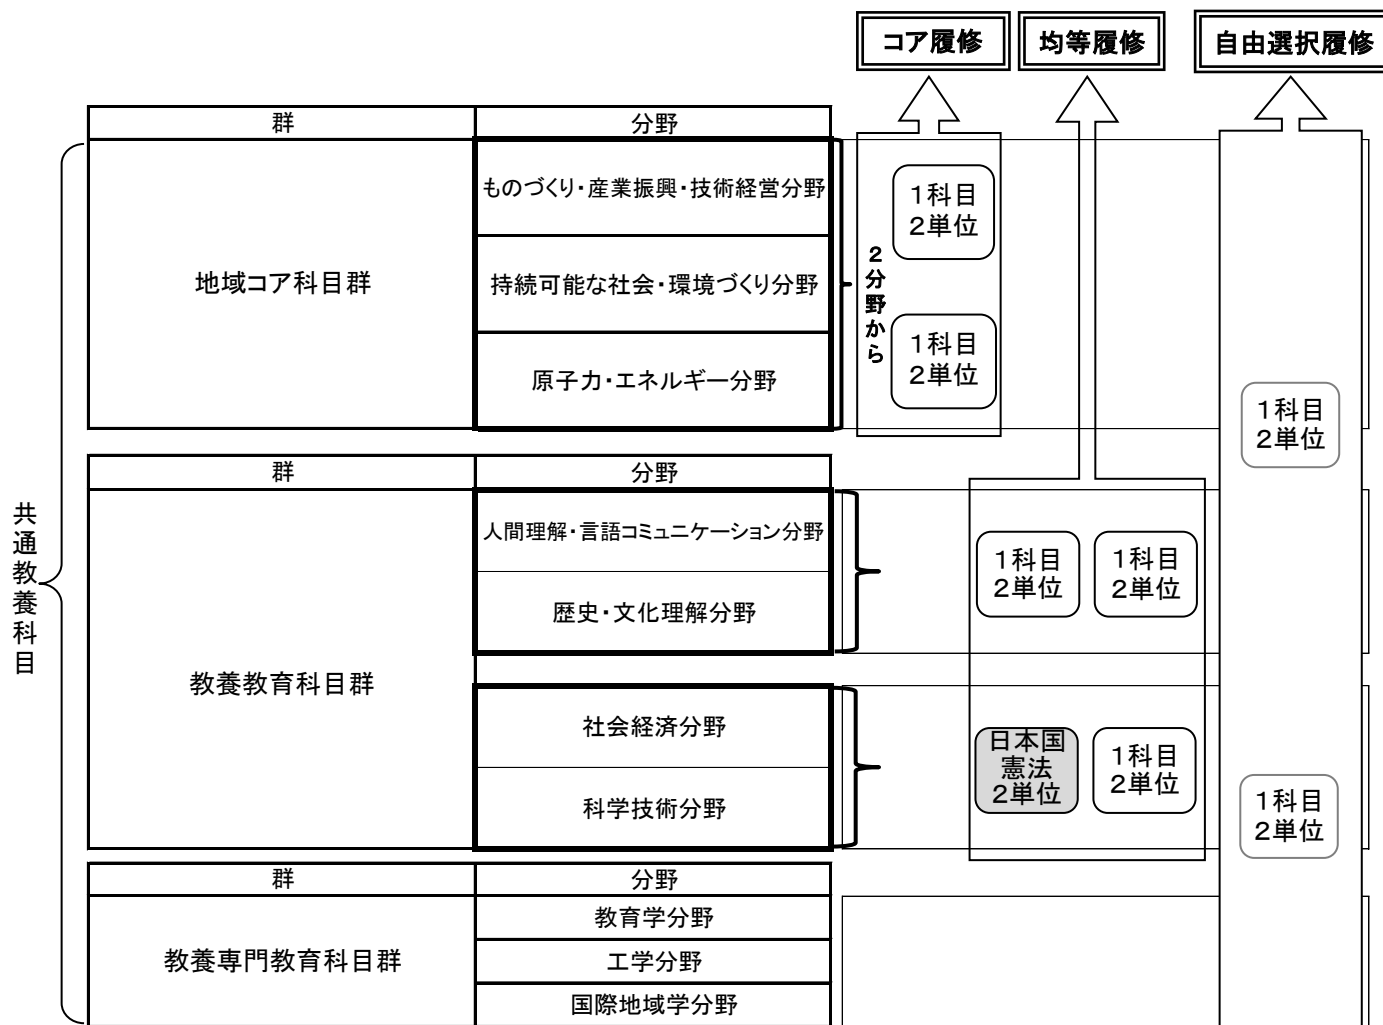 コア履修
均等履修
自由選択履修
群
分野
共通教養科目
地域コア科目群
ものづくり・産業振興・技術経営分野
持続可能な社会・環境づくり分野
原子力・エネルギー分野
2分野から
1科目
2単位
1科目
2単位
1科目
2単位
群
分野
教養教育科目群
人間理解・言語コミュニケーション分野
歴史・文化理解分野
1科目
2単位
1科目
2単位
社会経済分野
科学技術分野
日本国
憲法
2単位
1科目
2単位
1科目
2単位
群
分野
教養専門教育科目群
教育学分野
工学分野
国際地域学分野